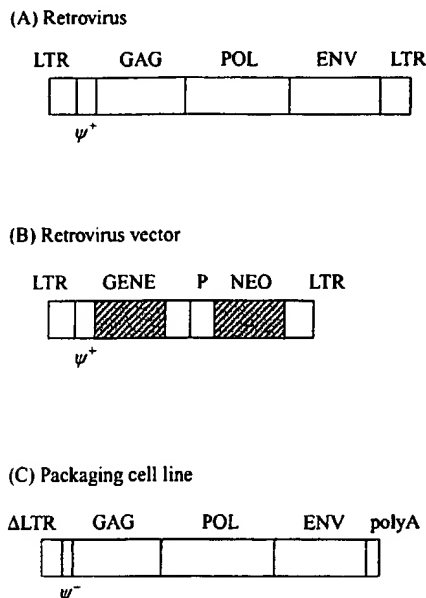 (A) Retrovirus
LTR GAG POL ENV LTR
ψ+
(B) Retrovirus vector
LTR GENE P NEO LTR
ψ+
(C) Packaging cell line
ΔLTR GAG POL ENV polyA
ψ−